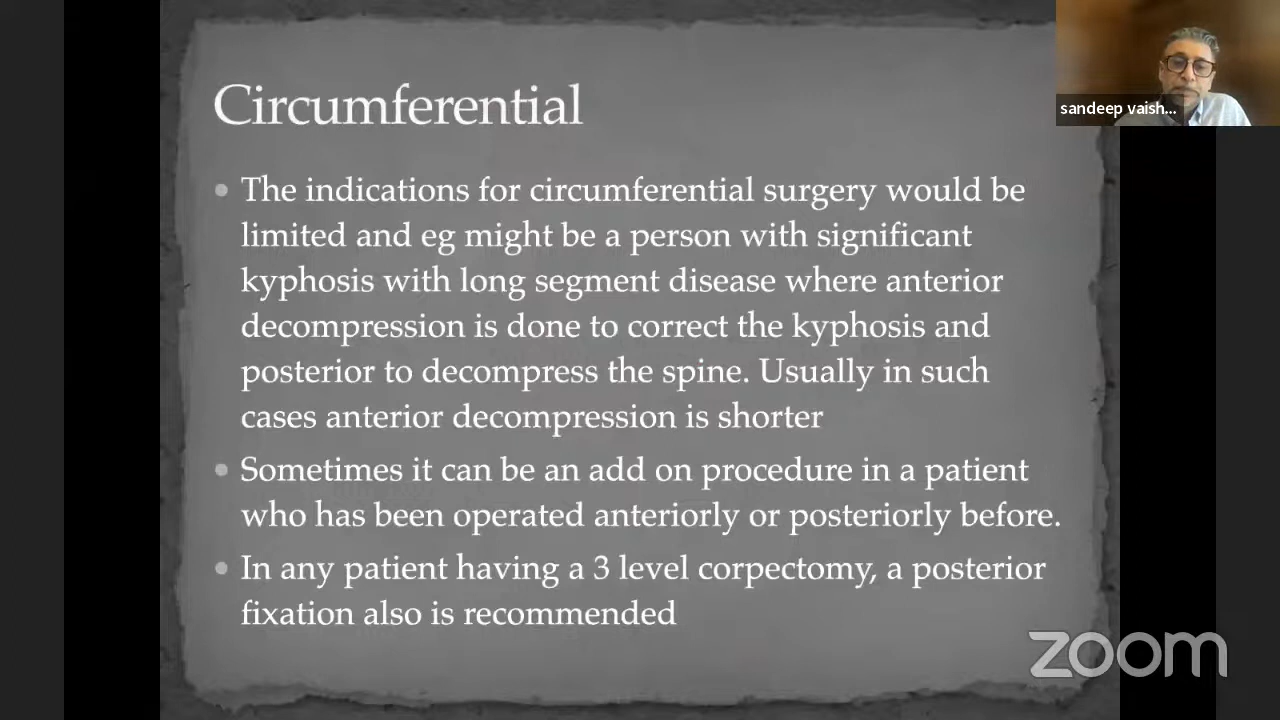 Circumferential
sandeep vaish...
• The indications for circumferential surgery would be
limited and eg might be a person with significant
kyphosis with long segment disease where anterior
decompression is done to correct the kyphosis and
posterior to decompress the spine. Usually in such
cases anterior decompression is shorter
• Sometimes it can be an add on procedure in a patient
who has been operated anteriorly or posteriorly before.
• In any patient having a 3 level corpectomy, a posterior
fixation also is recommended
zoom